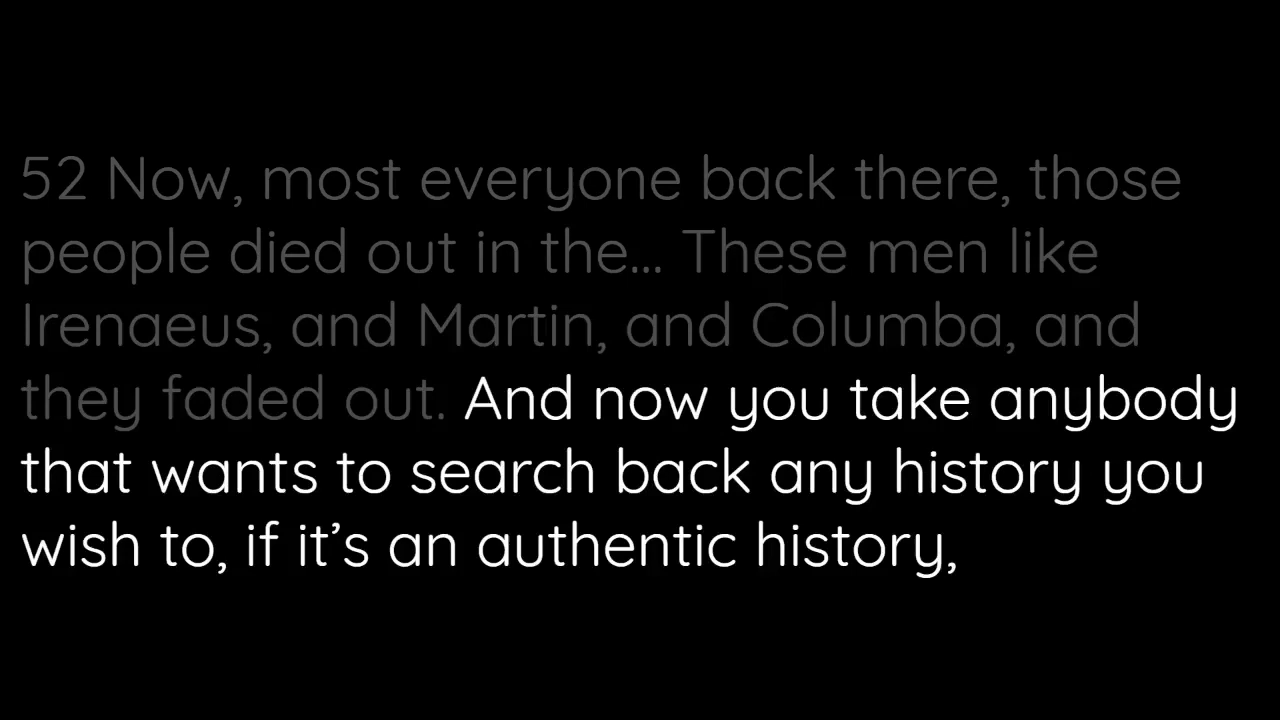 52 Now, most everyone back there, those
people died out in the... These men like
Irenaeus, and Martin, and Columba, and
they faded out. And now you take anybody
that wants to search back any history you
wish to, if it’s an authentic history,